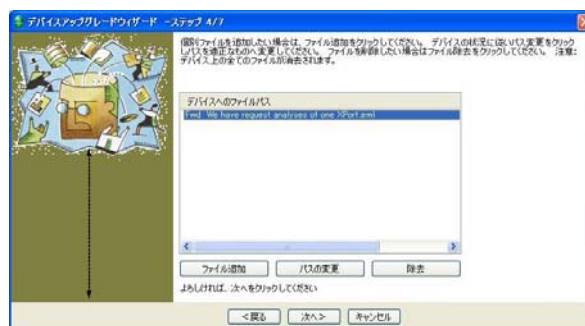 デバイスアップグレードウィザード -ステップ 4/7
個別ファイルを追加したい場合は、ファイル追加をクリックしてください。 デバイスの状況に従いパス変更をクリック
しパスを適正なものへ変更してください。 ファイルを削除したい場合はファイル除去をクリックしてください。 注意:
デバイス上の全てのファイルが消去されます。
デバイスへのファイルパス
Fwd We have request analyses of one XPort.eml
ファイル追加
パスの変更
除去
よろしければ、次へをクリックしてください
<戻る
次へ>
キャンセル